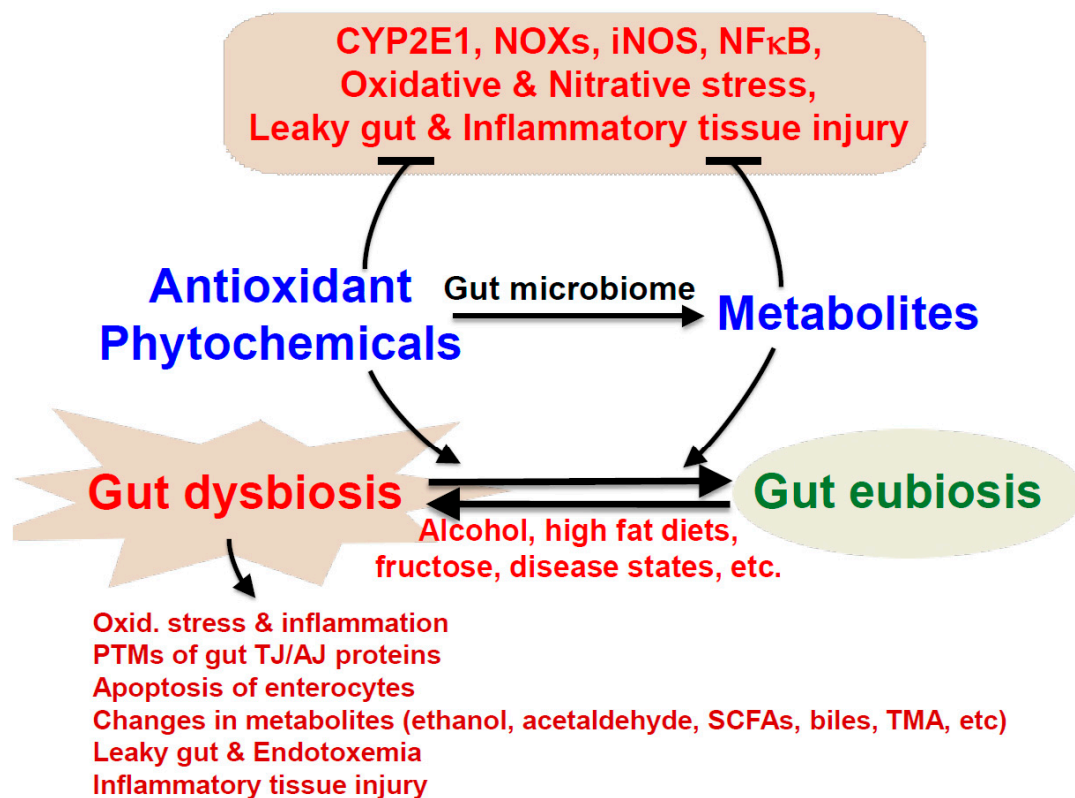 CYP2E1, NOXs, iNOS, NFκB,
Oxidative & Nitrative stress,
Leaky gut & Inflammatory tissue injury
Antioxidant
Phytochemicals
Gut microbiome
Metabolites
Gut dysbiosis
Gut eubiosis
Alcohol, high fat diets,
fructose, disease states, etc.
Oxid. stress & inflammation
PTMs of gut TJ/AJ proteins
Apoptosis of enterocytes
Changes in metabolites (ethanol, acetaldehyde, SCFAs, biles, TMA, etc)
Leaky gut & Endotoxemia
Inflammatory tissue injury